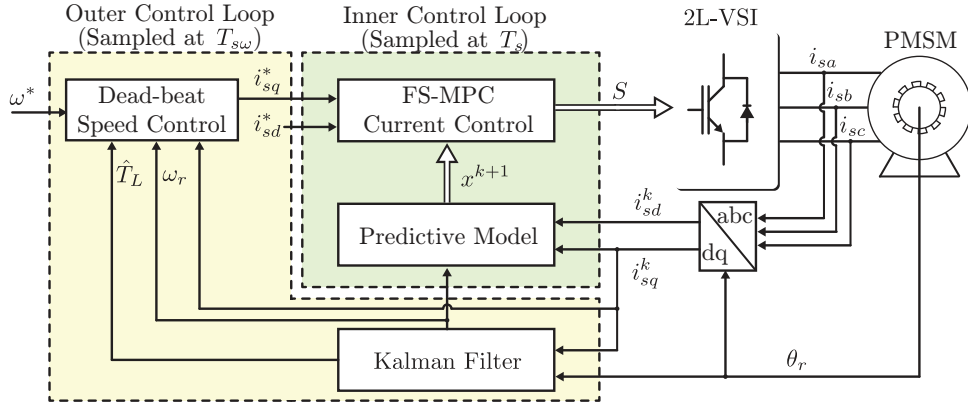 Outer Control Loop
(Sampled at T_{sω})
Inner Control Loop
(Sampled at T_s)
2L-VSI
PMSM
ω*
Dead-beat
Speed Control
i*_{sq}
i*_{sd}
FS-MPC
Current Control
S
i_{sa}
i_{sb}
i_{sc}
T̂_L
ω_r
x^{k+1}
Predictive Model
i^k_{sd}
i^k_{sq}
abc
dq
Kalman Filter
θ_r